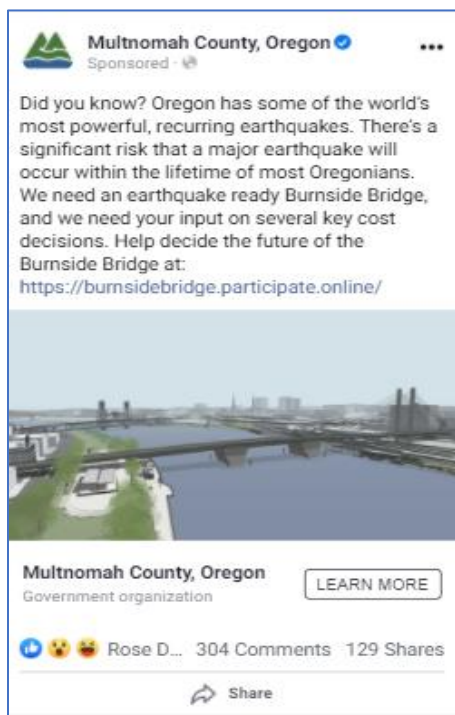 Multnomah County, Oregon
Sponsored ·
Did you know? Oregon has some of the world's
most powerful, recurring earthquakes. There's a
significant risk that a major earthquake will
occur within the lifetime of most Oregonians.
We need an earthquake ready Burnside Bridge,
and we need your input on several key cost
decisions. Help decide the future of the
Burnside Bridge at:
https://burnsidebridge.participate.online/
Multnomah County, Oregon
Government organization
LEARN MORE
Rose D... 304 Comments 129 Shares
Share